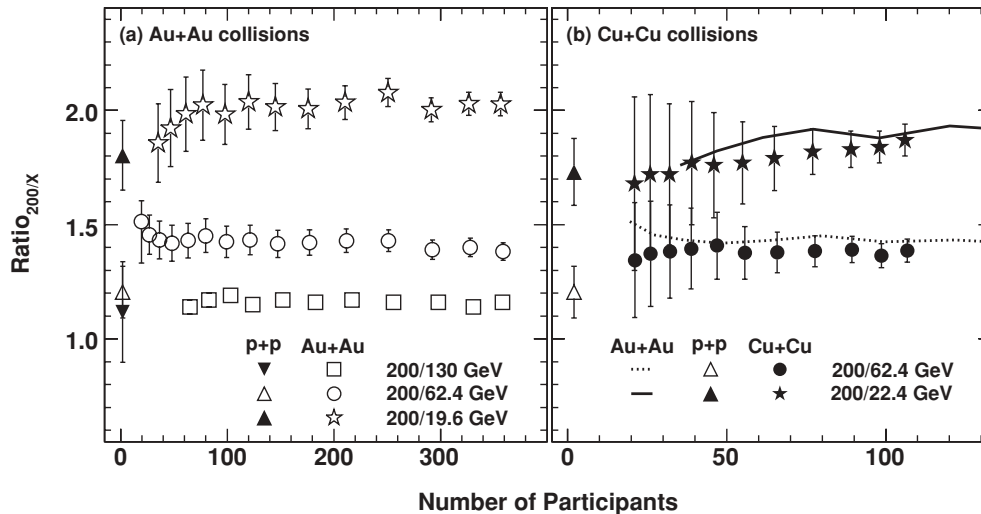 (a) Au+Au collisions
(b) Cu+Cu collisions
Ratio200/X
2.0
1.5
1.0
p+p Au+Au
200/130 GeV
200/62.4 GeV
200/19.6 GeV
Au+Au p+p Cu+Cu
200/62.4 GeV
200/22.4 GeV
0 100 200 300
0 50 100
Number of Participants